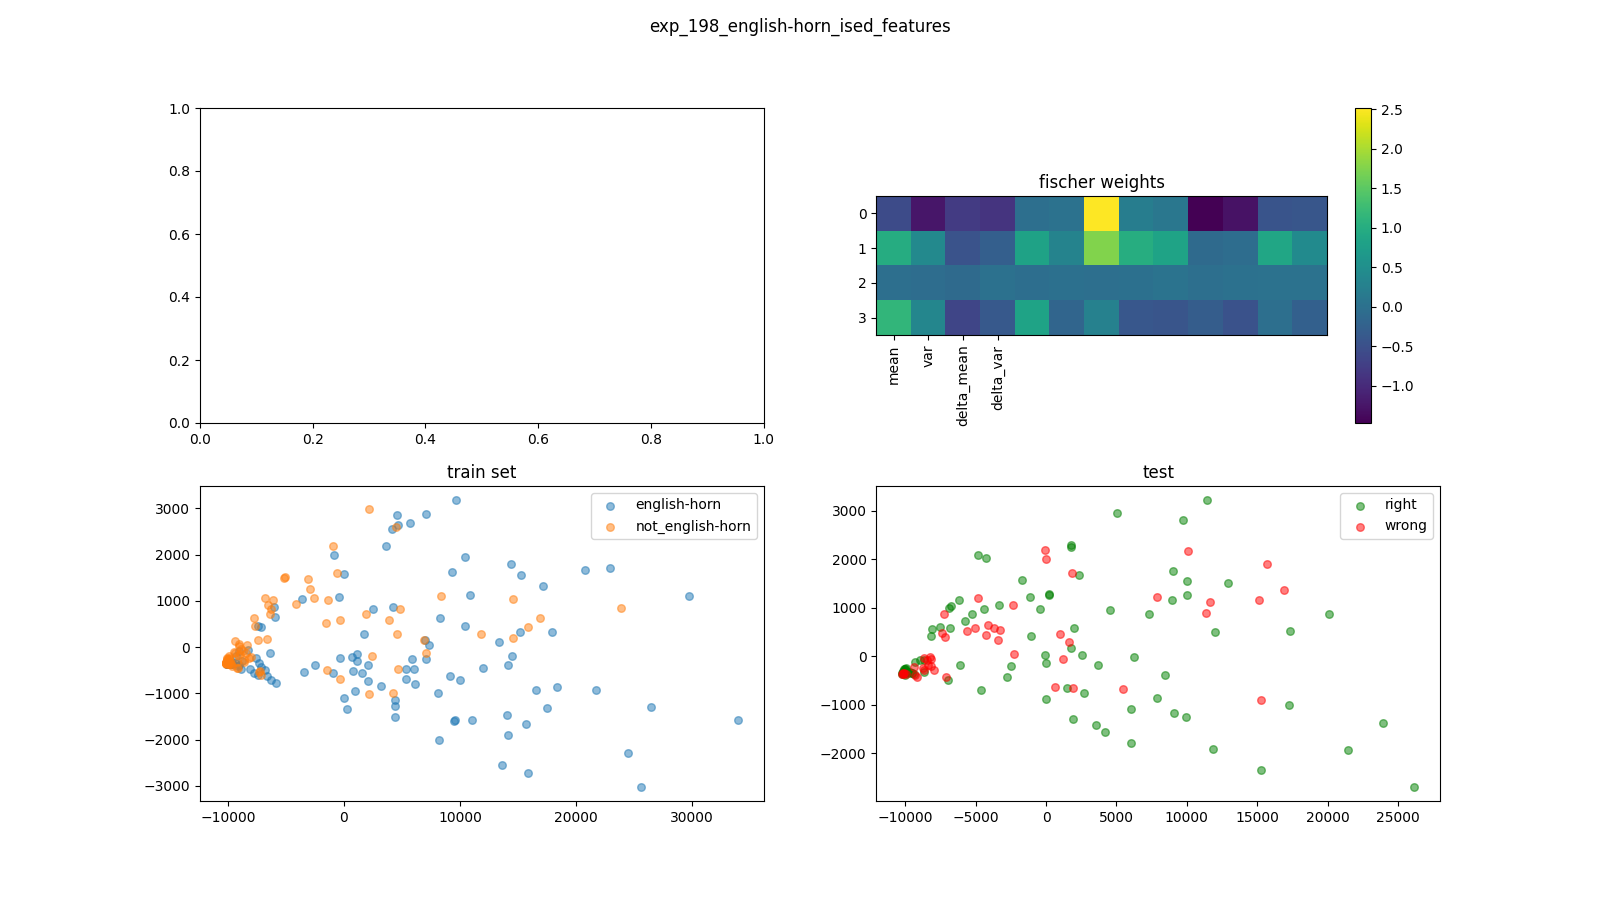 exp_198_english-horn_ised_features
1.0
0.8
0.6
0.4
0.2
0.0
0.0 0.2 0.4 0.6 0.8 1.0
fischer weights
0
1
2
3
mean var delta_mean delta_var
2.5
2.0
1.5
1.0
0.5
0.0
−0.5
−1.0
train set
english-horn
not_english-horn
3000
2000
1000
0
−1000
−2000
−3000
−10000 0 10000 20000 30000
test
right
wrong
3000
2000
1000
0
−1000
−2000
−10000 −5000 0 5000 10000 15000 20000 25000